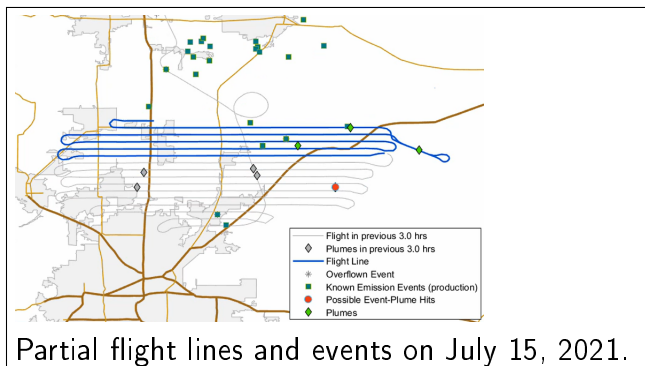 Flight in previous 3.0 hrs
Plumes in previous 3.0 hrs
Flight Line
Overflown Event
Known Emission Events (production)
Possible Event-Plume Hits
Plumes
Partial flight lines and events on July 15, 2021.